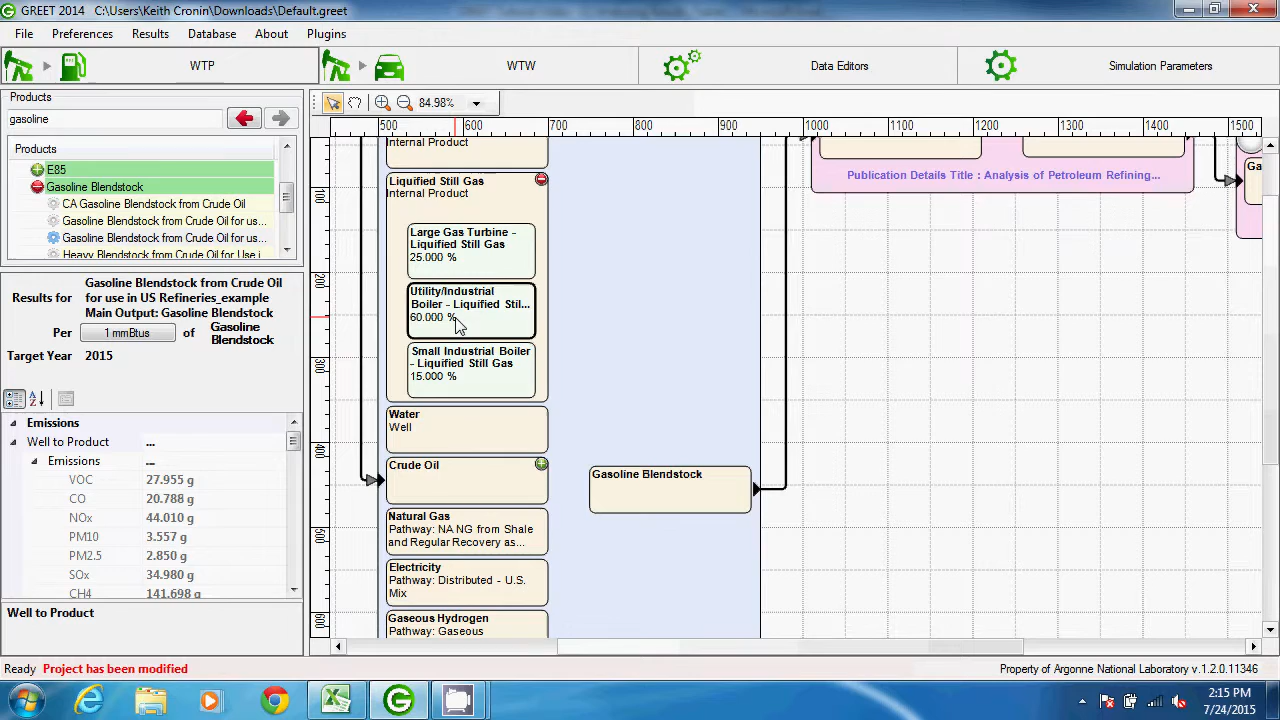 GREET 2014 C:\Users\Keith Cronin\Downloads\Default.greet
File Preferences Results Database About Plugins
WTP WTW Data Editors Simulation Parameters
Products
gasoline
84.98%
Products
E85
Gasoline Blendstock
CA Gasoline Blendstock from Crude Oil
Gasoline Blendstock from Crude Oil for us...
Gasoline Blendstock from Crude Oil for us...
Heavy Blendstock from Crude Oil for Use i
Results for
Gasoline Blendstock from Crude Oil
for use in US Refineries_example
Main Output: Gasoline Blendstock
Per 1 mmBtus of Gasoline
Blendstock
Target Year 2015
Emissions
Well to Product ...
Emissions ...
VOC 27.955 g
CO 20.788 g
NOx 44.010 g
PM10 3.557 g
PM2.5 2.850 g
SOx 34.980 g
CH4 141.698 g
Well to Product
500 600 700 800 900 1000 1100 1200 1300 1400 1500
100
200
300
400
500
600
Internal Product
Liquified Still Gas
Internal Product
Large Gas Turbine -
Liquified Still Gas
25.000 %
Utility/Industrial
Boiler - Liquified Stil...
60.000 %
Small Industrial Boiler
- Liquified Still Gas
15.000 %
Water
Well
Crude Oil
Natural Gas
Pathway: NA NG from Shale
and Regular Recovery as...
Electricity
Pathway: Distributed - U.S.
Mix
Gaseous Hydrogen
Pathway: Gaseous
Gasoline Blendstock
Publication Details Title : Analysis of Petroleum Refining...
Ga
Ready Project has been modified
Property of Argonne National Laboratory v.1.2.0.11346
2:15 PM
7/24/2015